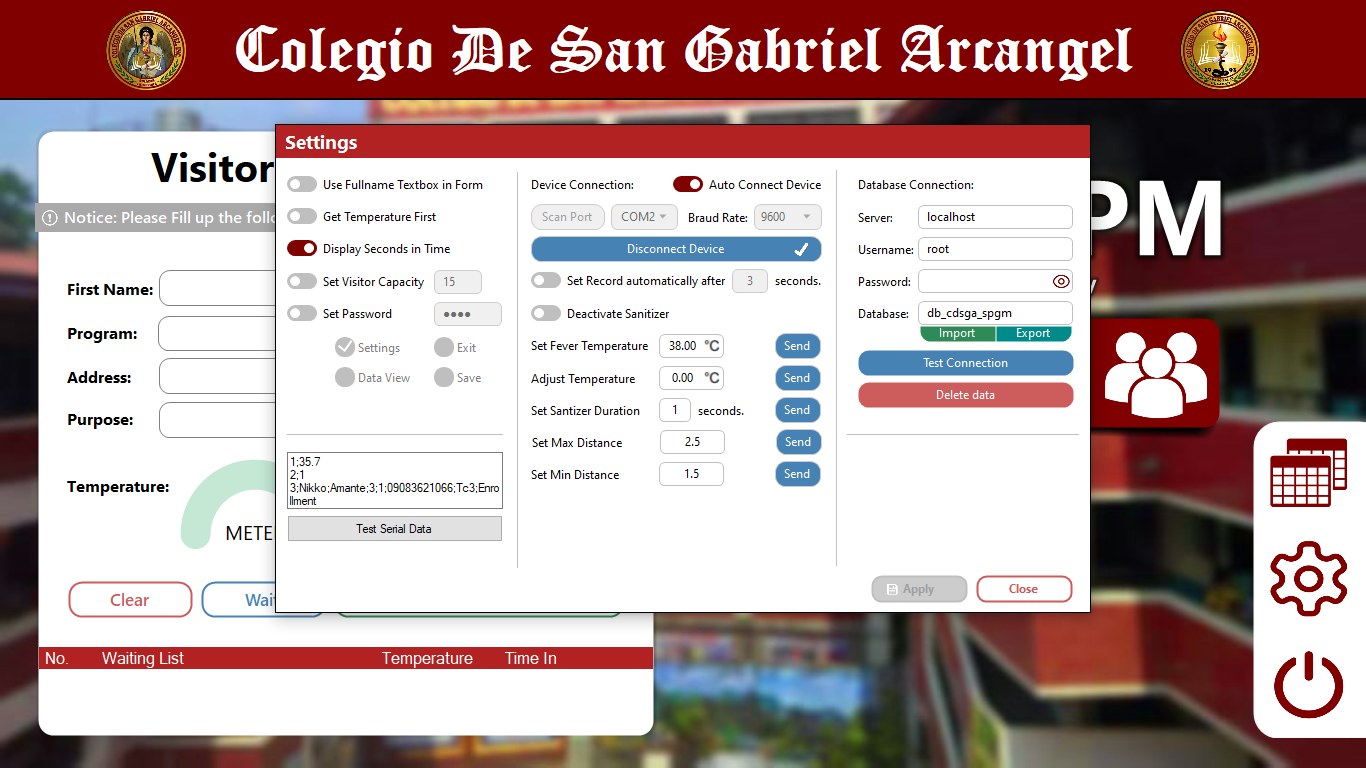 Colegio De San Gabriel Arcangel
Visitor
Notice: Please Fill up the follo
PM
First Name:
Program:
Address:
Purpose:
Temperature:
METE
Clear
Wai
No. Waiting List Temperature Time In
Settings
Use Fullname Textbox in Form
Get Temperature First
Display Seconds in Time
Set Visitor Capacity 15
Set Password ••••
Settings Exit
Data View Save
1;35.7
2;1
3;Nikko;Amante;3;1;09083621066;Tc3;Enro
llment
Test Serial Data
Device Connection: Auto Connect Device
Scan Port COM2 Braud Rate: 9600
Disconnect Device
Set Record automatically after 3 seconds.
Deactivate Sanitizer
Set Fever Temperature 38.00 °C Send
Adjust Temperature 0.00 °C Send
Set Santizer Duration 1 seconds. Send
Set Max Distance 2.5 Send
Set Min Distance 1.5 Send
Database Connection:
Server: localhost
Username: root
Password:
Database: db_cdsga_spgm
Import Export
Test Connection
Delete data
Apply Close